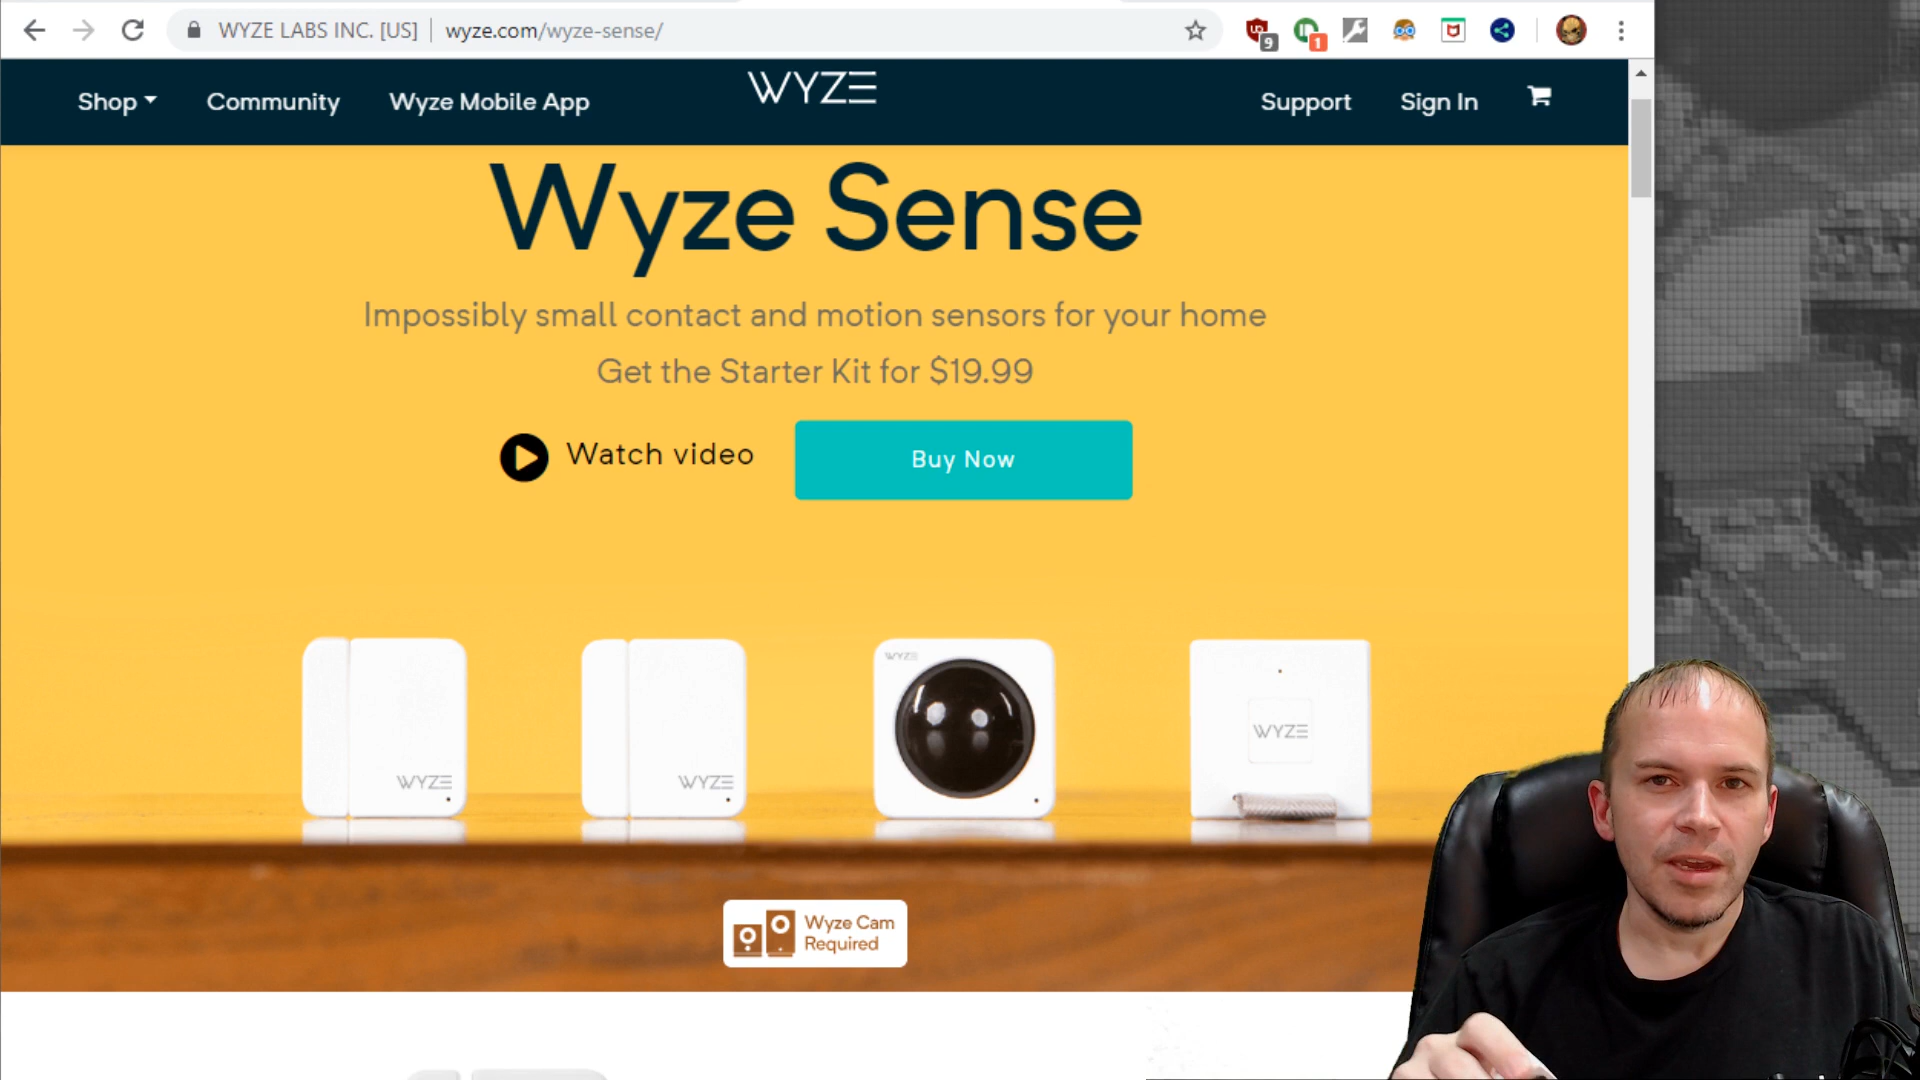 WYZE LABS INC. [US] wyze.com/wyze-sense/
9
1
Shop Community Wyze Mobile App WYZE Support Sign In
Wyze Sense
Impossibly small contact and motion sensors for your home
Get the Starter Kit for $19.99
Watch video Buy Now
WYZE
WYZE
WYZE
WYZE
Wyze Cam
Required